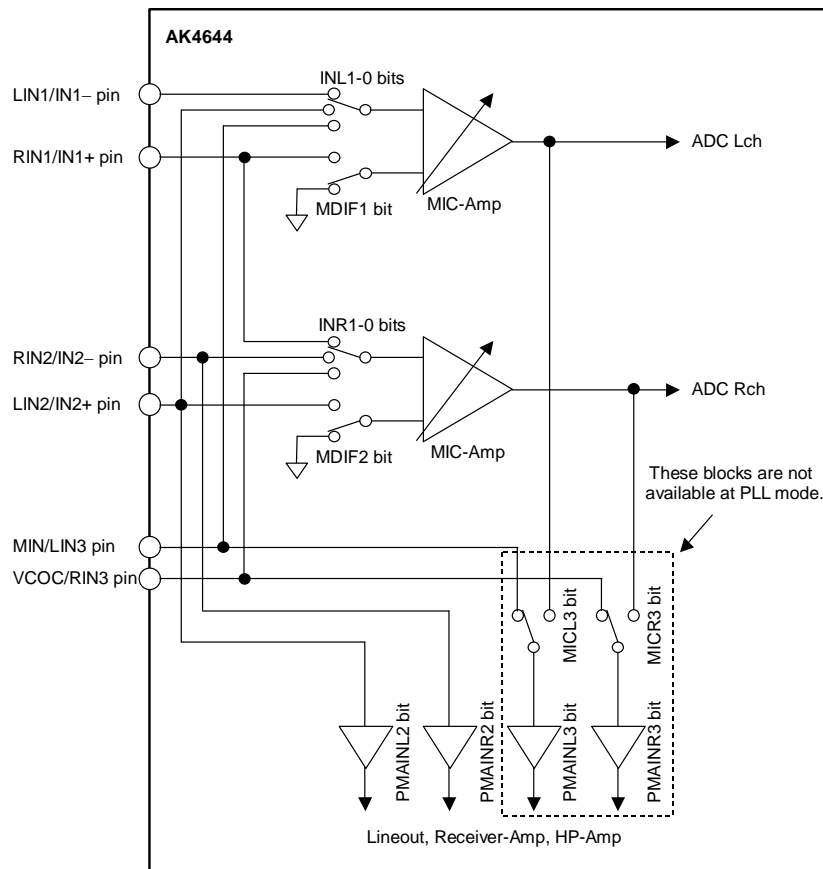 AK4644
INL1-0 bits
LIN1/IN1− pin
ADC Lch
RIN1/IN1+ pin
MDIF1 bit
MIC-Amp
INR1-0 bits
RIN2/IN2− pin
ADC Rch
LIN2/IN2+ pin
MDIF2 bit
MIC-Amp
These blocks are not
available at PLL mode.
MIN/LIN3 pin
VCOC/RIN3 pin
MICL3 bit
MICR3 bit
PMAINL2 bit
PMAINR2 bit
PMAINL3 bit
PMAINR3 bit
Lineout, Receiver-Amp, HP-Amp